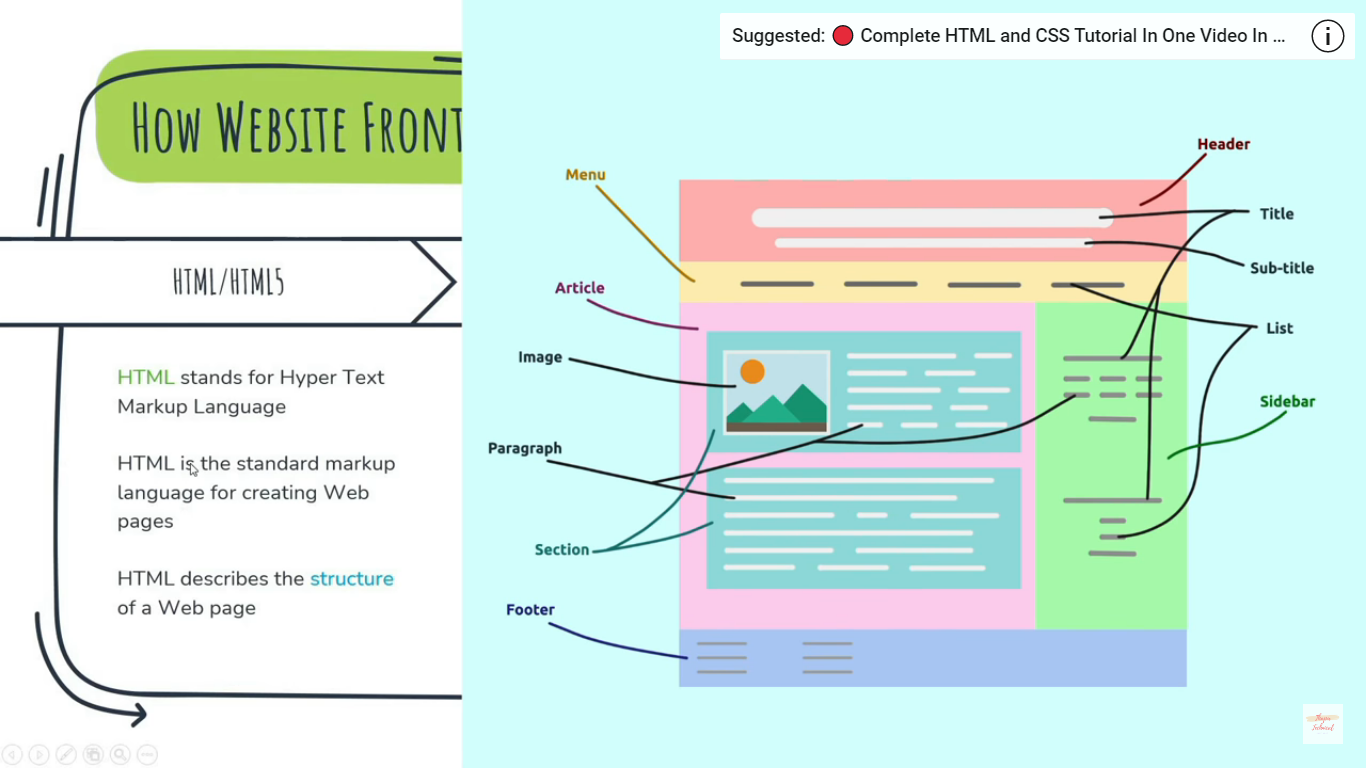 Suggested: 🔴 Complete HTML and CSS Tutorial In One Video In ...
How Website Front
HTML/HTML5
HTML stands for Hyper Text
Markup Language
HTML is the standard markup
language for creating Web
pages
HTML describes the structure
of a Web page
Header
Menu
Title
Sub-title
Article
List
Image
Sidebar
Paragraph
Section
Footer